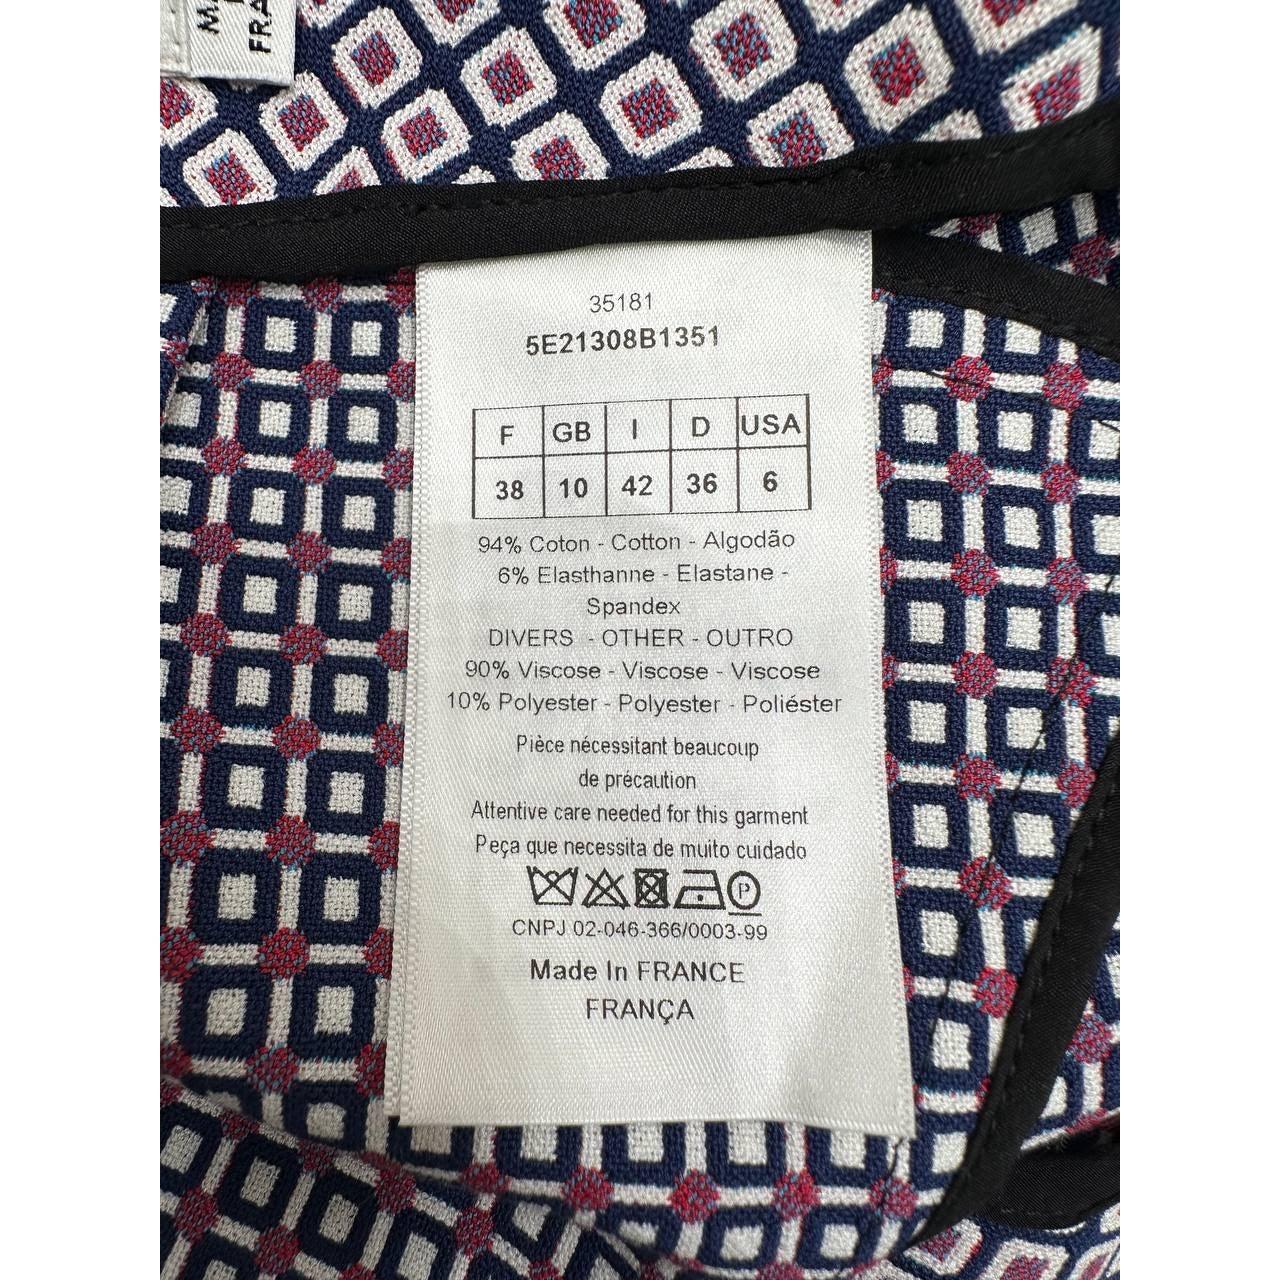 FRA
35181
5E21308B1351
F GB I D USA
38 10 42 36 6
94% Coton - Cotton - Algodão
6% Elasthanne - Elastane -
Spandex
DIVERS - OTHER - OUTRO
90% Viscose - Viscose - Viscose
10% Polyester - Polyester - Poliéster
Pièce nécessitant beaucoup
de précaution
Attentive care needed for this garment
Peça que necessita de muito cuidado
P
CNPJ 02-046-366/0003-99
Made In FRANCE
FRANÇA